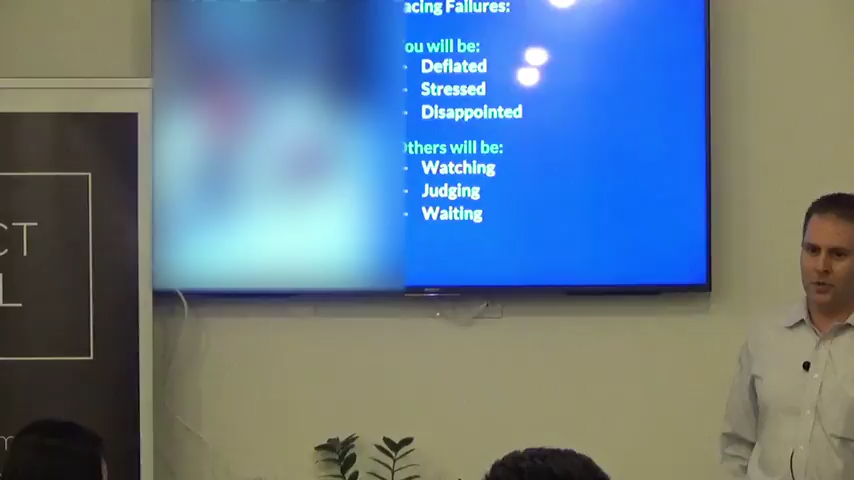 acing Failures:
ou will be:
- Deflated
- Stressed
- Disappointed
thers will be:
- Watching
- Judging
- Waiting
CT
L
m